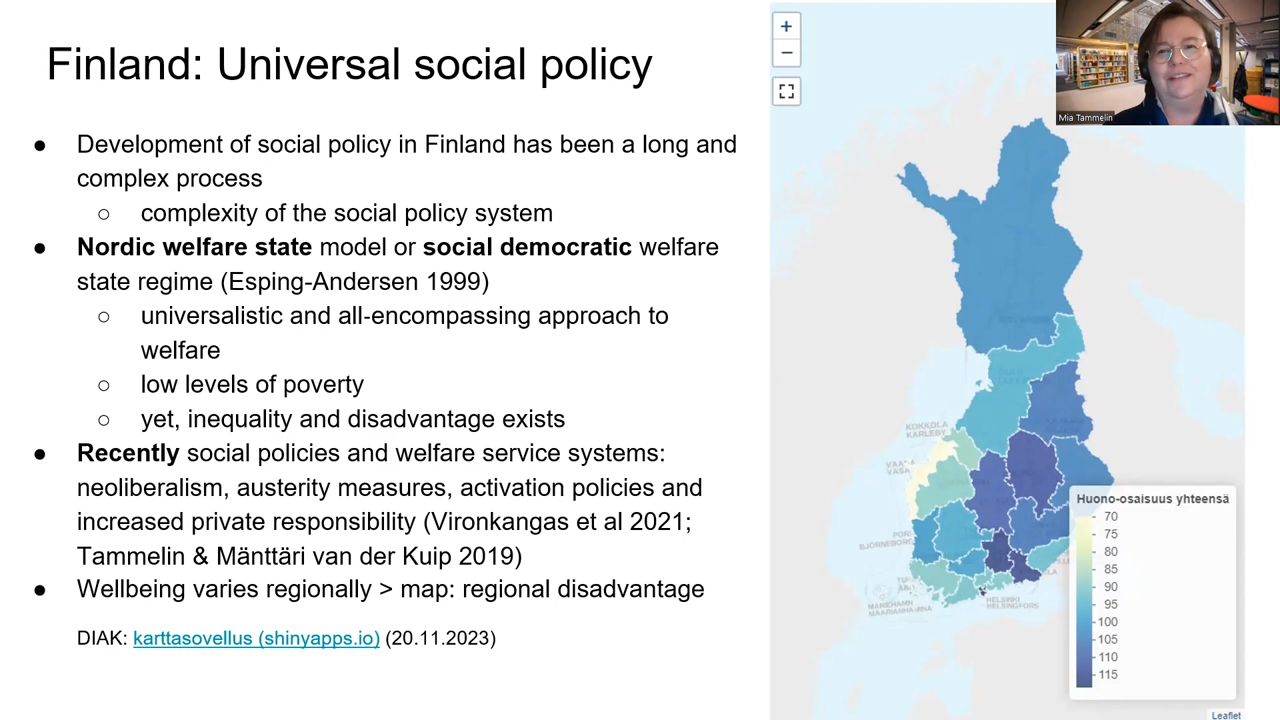 Finland: Universal social policy
● Development of social policy in Finland has been a long and
complex process
○ complexity of the social policy system
● Nordic welfare state model or social democratic welfare
state regime (Esping-Andersen 1999)
○ universalistic and all-encompassing approach to
welfare
○ low levels of poverty
○ yet, inequality and disadvantage exists
● Recently social policies and welfare service systems:
neoliberalism, austerity measures, activation policies and
increased private responsibility (Vironkangas et al 2021;
Tammelin & Mänttäri van der Kuip 2019)
● Wellbeing varies regionally > map: regional disadvantage
DIAK: karttasovellus (shinyapps.io) (20.11.2023)
+
−
Mia Tammelin
KOKKOLA
KARLEBY
VAASA
VASA
BJÖRNEBORG
HELSINKI
HELSINGFORS
MARIEHAMN
MAARIANHAMINA
Huono-osaisuus yhteensä
70
75
80
85
90
95
100
105
110
115
Leaflet